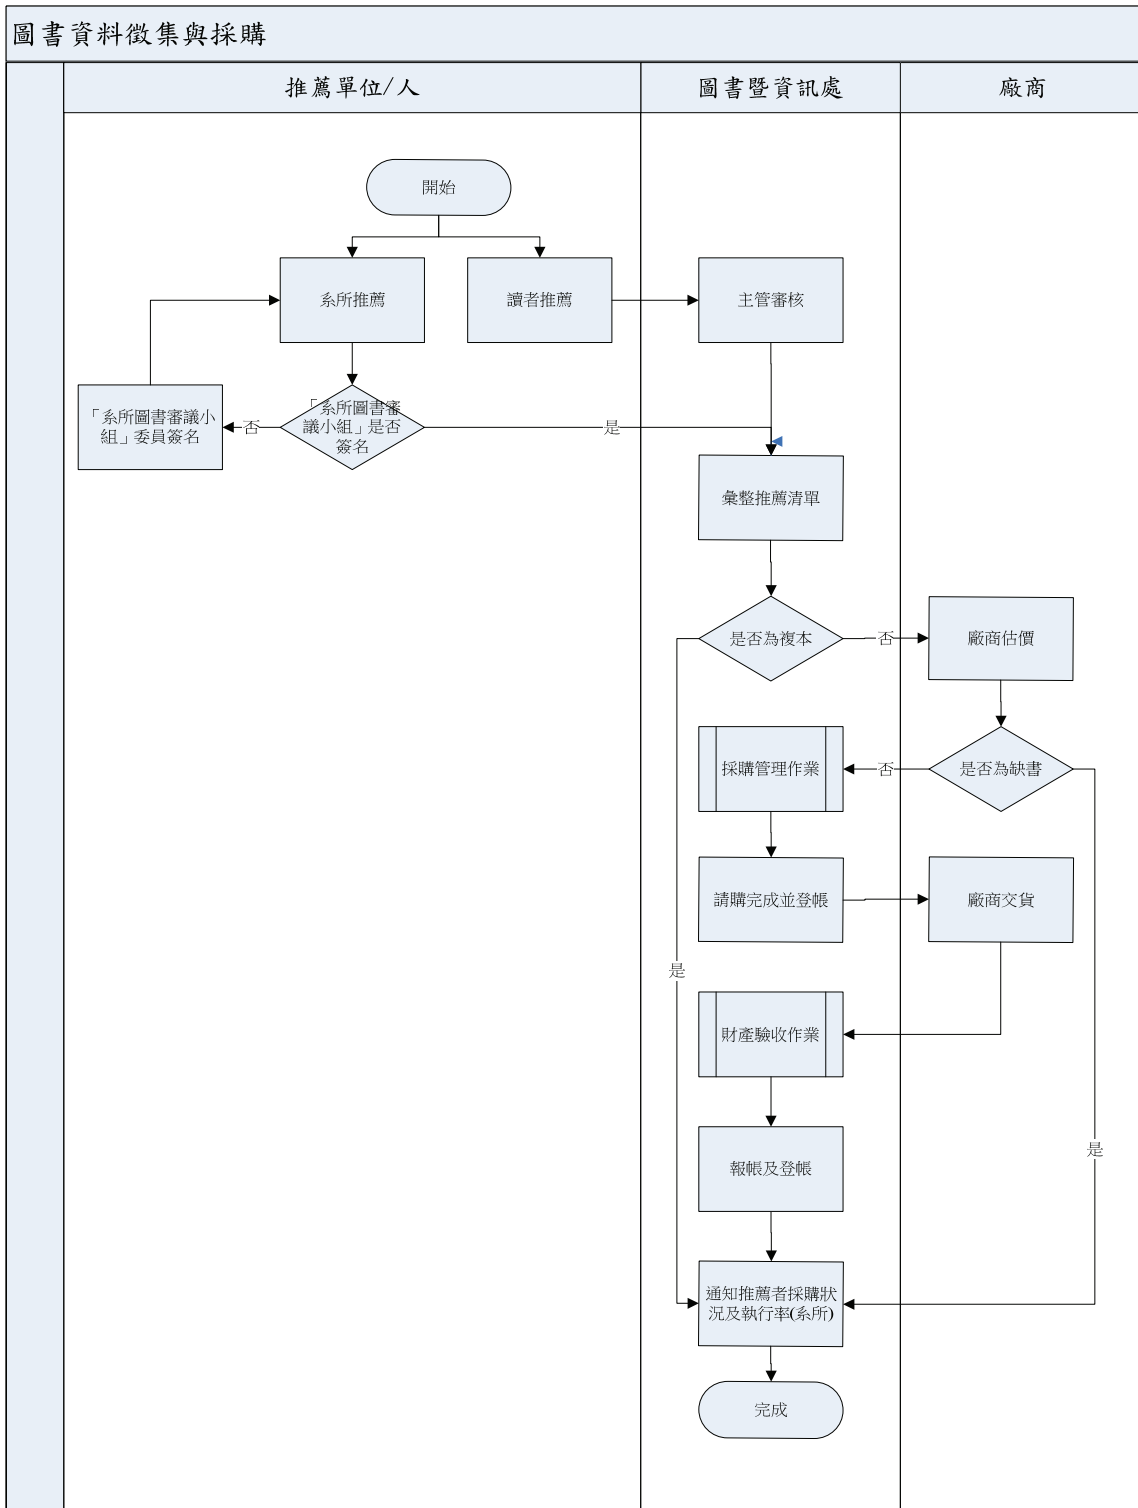 圖書資料徵集與採購
推薦單位/人
圖書暨資訊處
廠商
開始
系所推薦
讀者推薦
主管審核
「系所圖書審議小
組」委員簽名
否
「系所圖書審
議小組」是否
簽名
是
彙整推薦清單
是否為複本
否
廠商估價
採購管理作業
否
是否為缺書
請購完成並登帳
廠商交貨
是
財產驗收作業
報帳及登帳
是
通知推薦者採購狀
況及執行率(系所)
完成